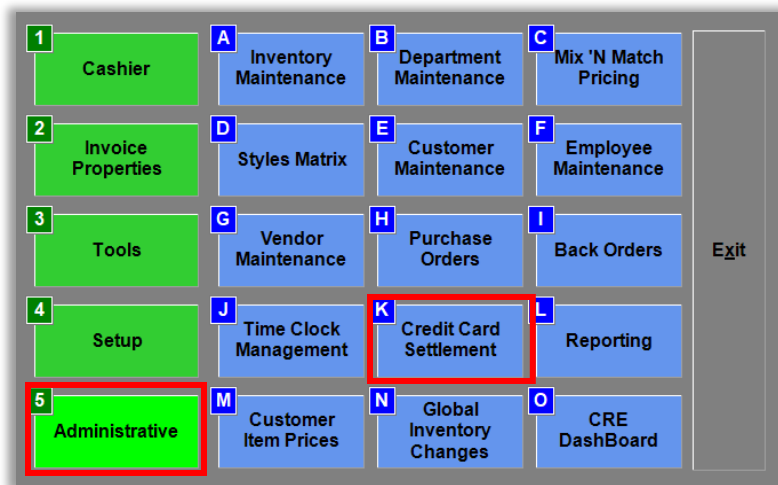 1
Cashier
A
Inventory
Maintenance
B
Department
Maintenance
C
Mix 'N Match
Pricing
2
Invoice
Properties
D
Styles Matrix
E
Customer
Maintenance
F
Employee
Maintenance
3
Tools
G
Vendor
Maintenance
H
Purchase
Orders
I
Back Orders
Exit
4
Setup
J
Time Clock
Management
K
Credit Card
Settlement
L
Reporting
5
Administrative
M
Customer
Item Prices
N
Global
Inventory
Changes
O
CRE
DashBoard